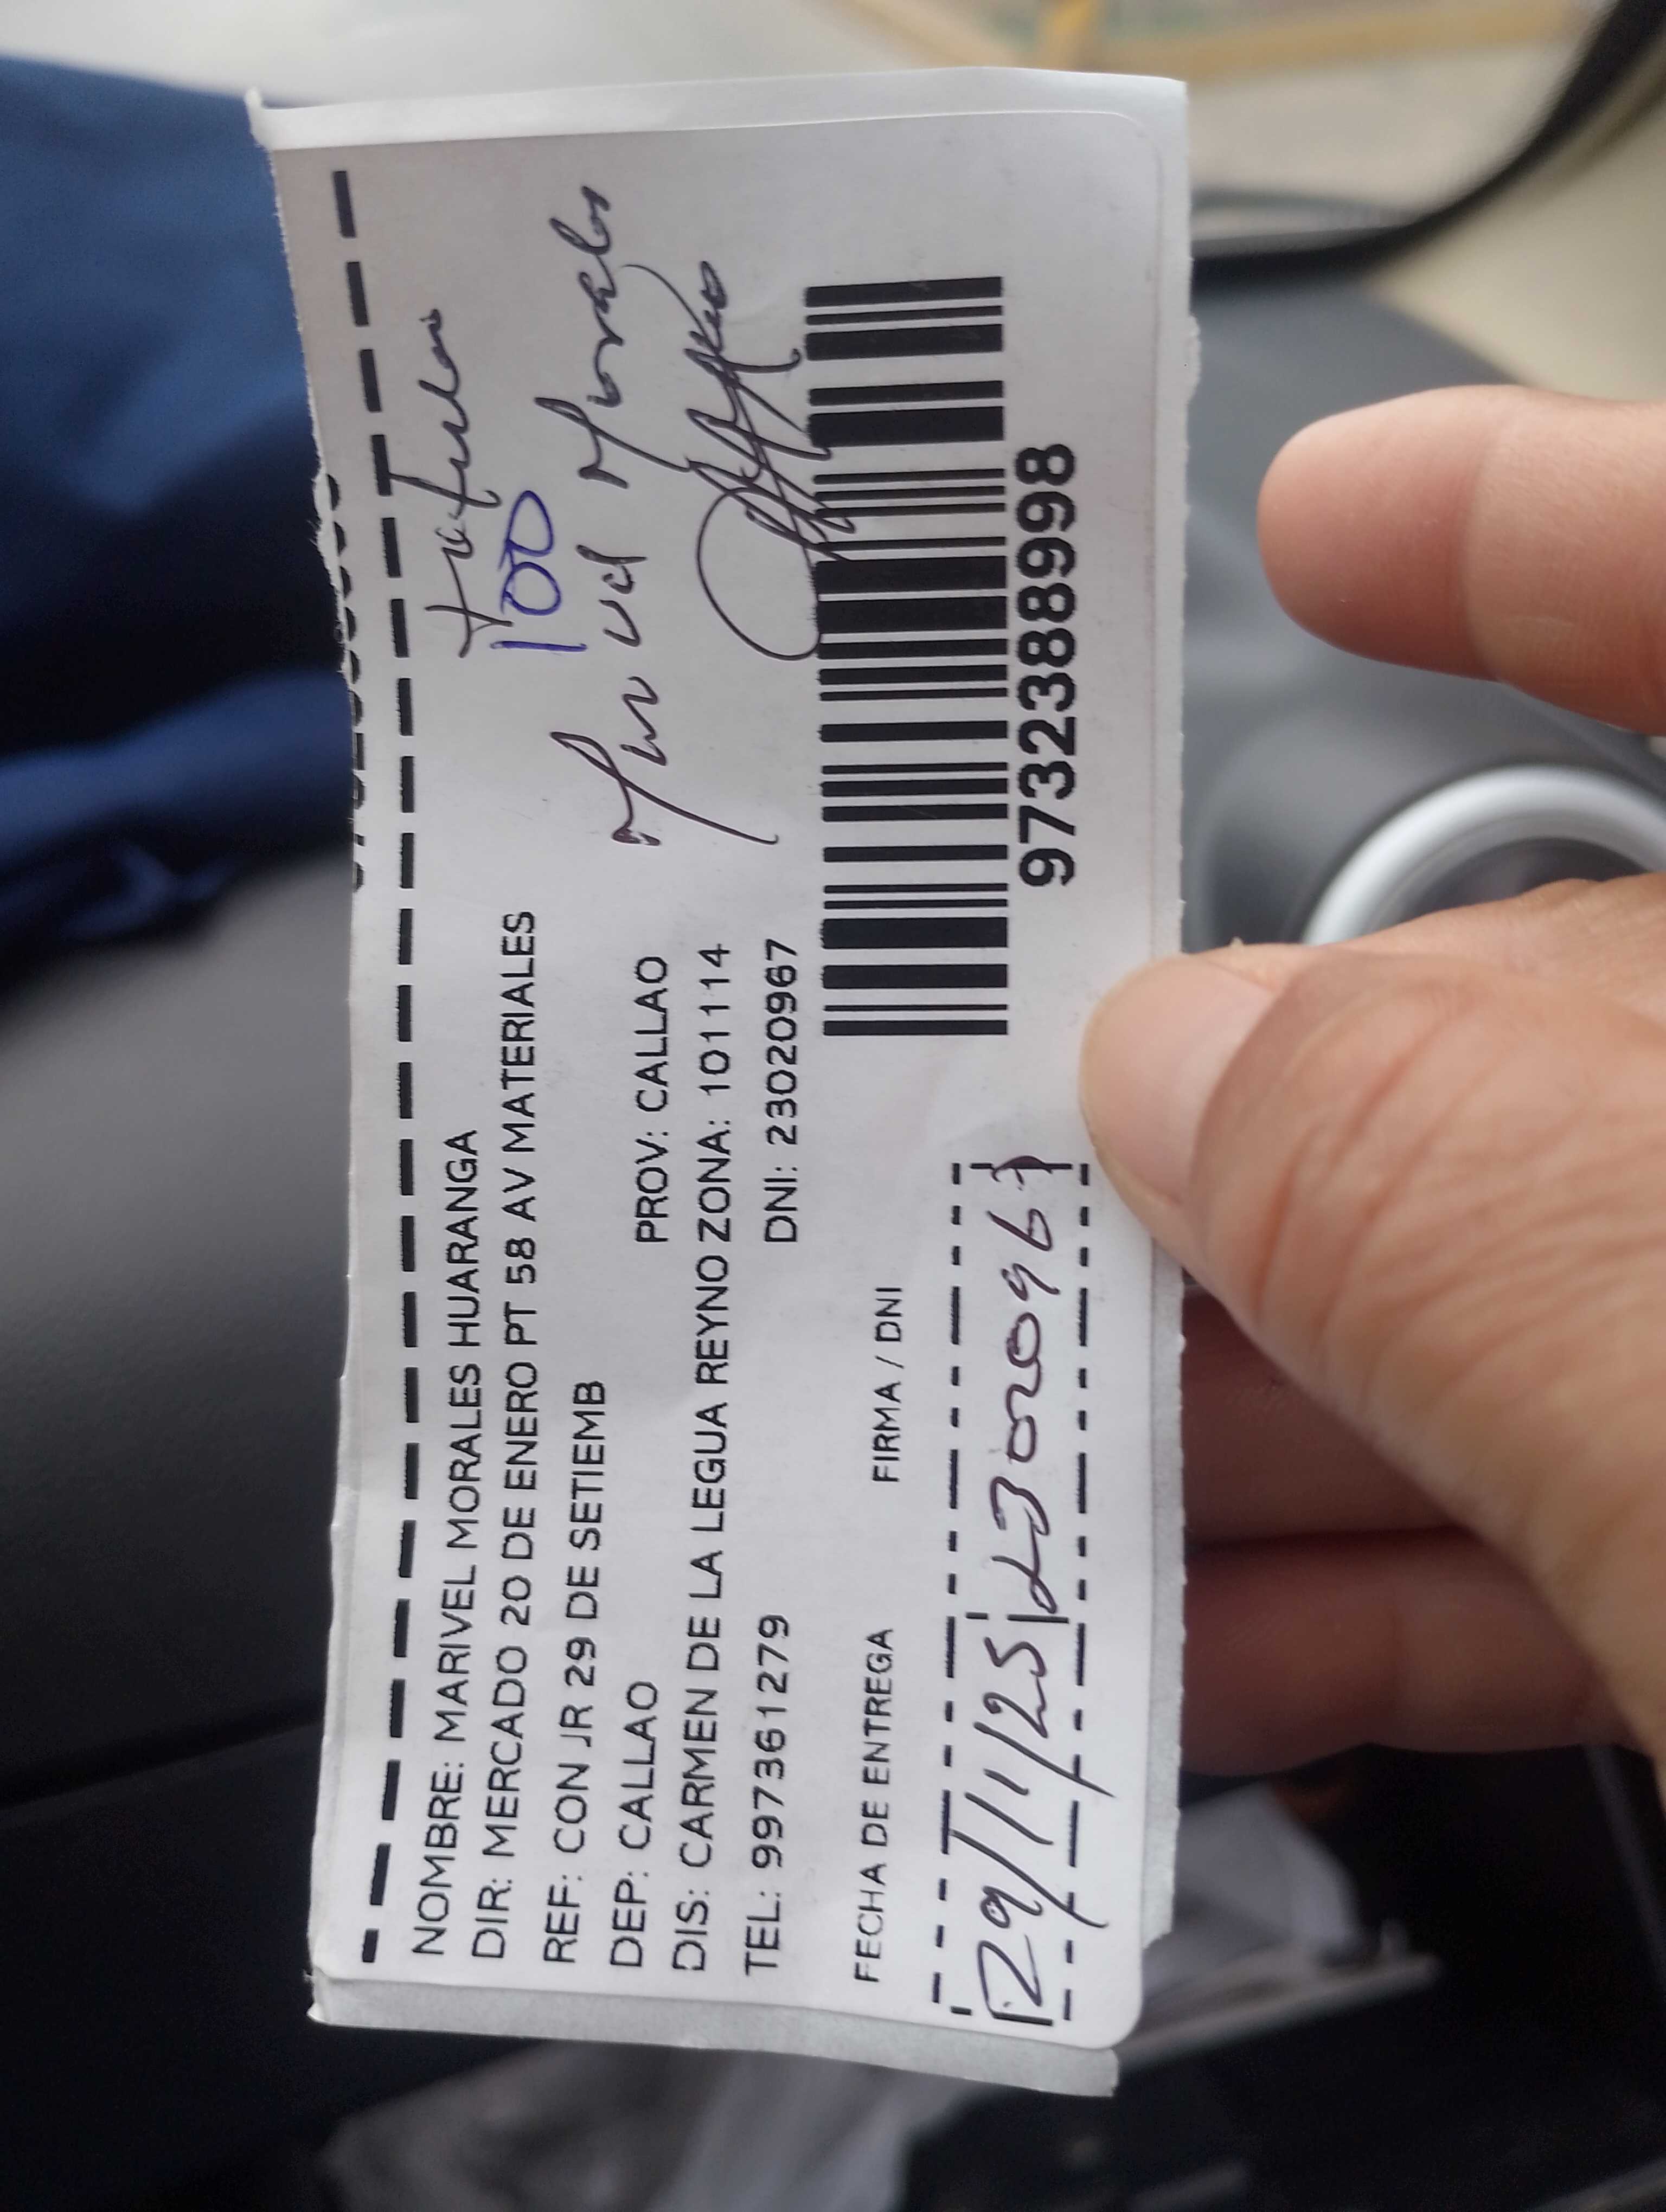 NOMBRE: MARIVEL MORALES HUARANGA
DIR: MERCADO 20 DE ENERO PT 58 AV MATERIALES
REF: CON JR 29 DE SETIEMB
DEP: CALLAO PROV: CALLAO
DIS: CARMEN DE LA LEGUA REYNO ZONA: 101114
TEL: 997361279 DNI: 23020967
100
Morales
FECHA DE ENTREGA FIRMA / DNI
29/11/25 23020967
9732388998